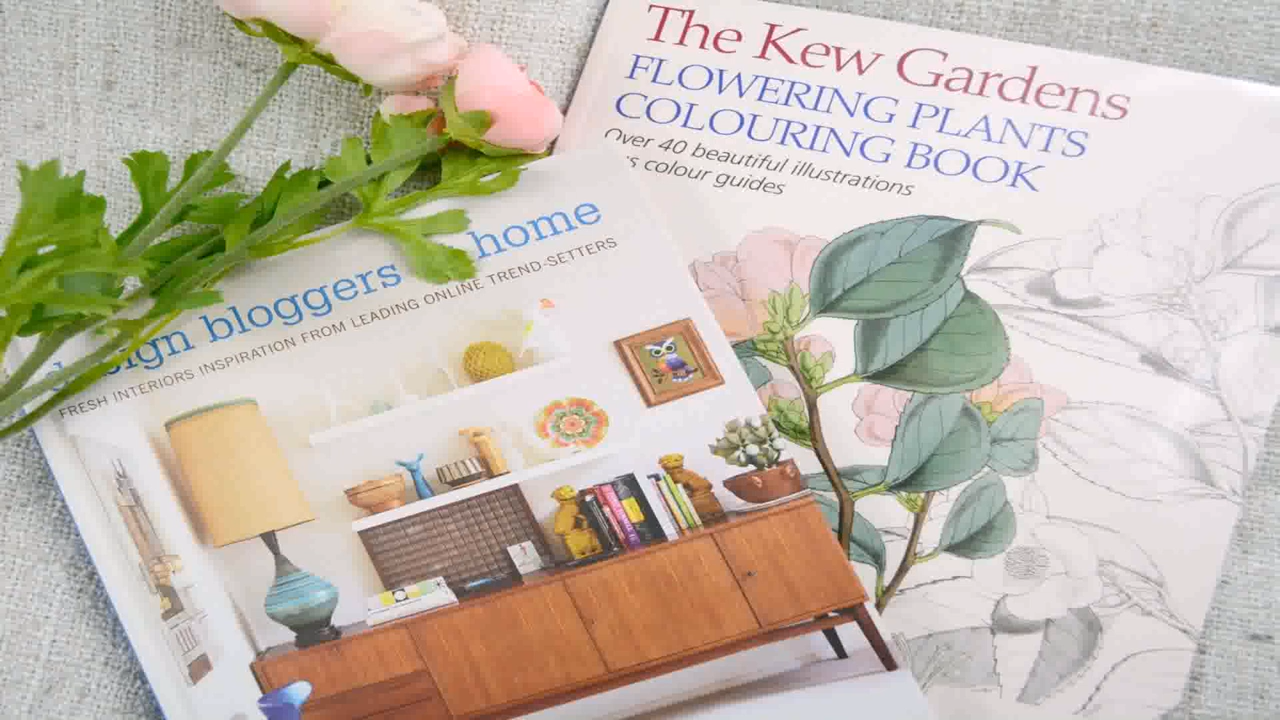 The Kew Gardens
FLOWERING PLANTS
COLOURING BOOK
Over 40 beautiful illustrations
colour guides
bloggers home
FRESH INTERIORS INSPIRATION FROM LEADING ONLINE TREND-SETTERS